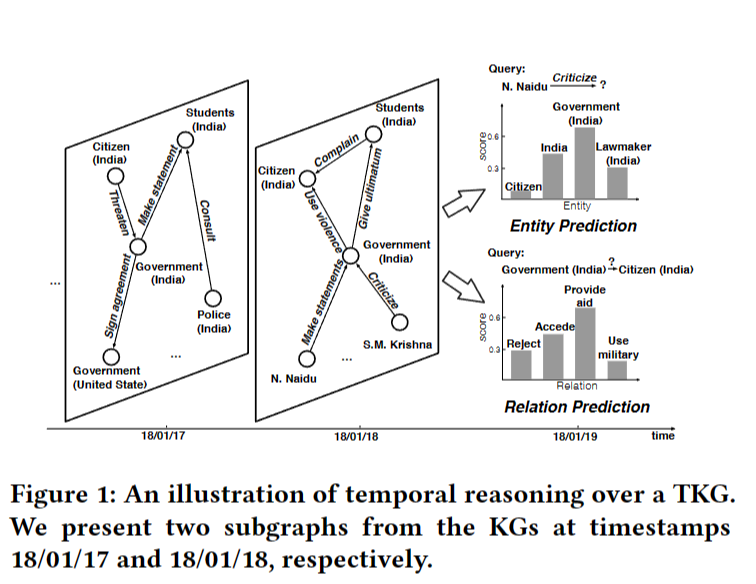 Students
(India)
Citizen
(India)
Threaten
Make statement
Consult
Sign agreement
Government
(India)
Police
(India)
...
...
Government
(United State)
Students
(India)
Complain
Citizen
(India)
Use violence
Give ultimatum
Government
(India)
Make statements
Criticize
S.M. Krishna
...
N. Naidu
Query:
N. Naidu Criticize ?
Government
(India)
score
0.6
0.3
India
Lawmaker
(India)
Citizen
Entity
Entity Prediction
Query:
Government (India) ? Citizen (India)
Provide
aid
score
0.6
0.3
Accede
Reject
Use
military
Relation
Relation Prediction
18/01/17
18/01/18
18/01/19
time
Figure 1: An illustration of temporal reasoning over a TKG.
We present two subgraphs from the KGs at timestamps
18/01/17 and 18/01/18, respectively.